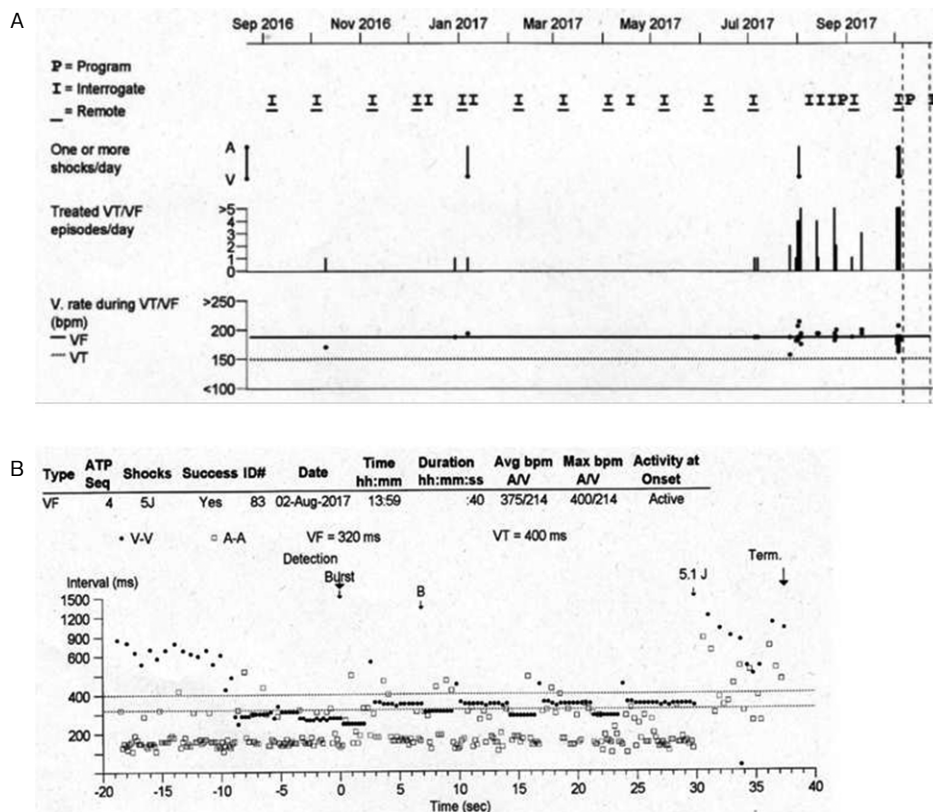 A
Sep 2016 Nov 2016 Jan 2017 Mar 2017 May 2017 Jul 2017 Sep 2017
P = Program
I = Interrogate
_ = Remote
I I I I I I I I I I I I I I I I I P I I P I
One or more
shocks/day
A
V
Treated VT/VF
episodes/day
>5
4
3
2
1
0
V. rate during VT/VF
(bpm)
VF
VT
>250
200
150
<100
B
Type ATP Seq Shocks Success ID# Date Time hh:mm Duration hh:mm:ss Avg bpm A/V Max bpm A/V Activity at Onset
VF 4 5J Yes 83 02-Aug-2017 13:59 :40 375/214 400/214 Active
V-V A-A VF = 320 ms VT = 400 ms
Detection
Burst
B
5.1 J
Term.
Interval (ms)
1500
1200
900
600
400
200
-20 -15 -10 -5 0 5 10 15 20 25 30 35 40
Time (sec)